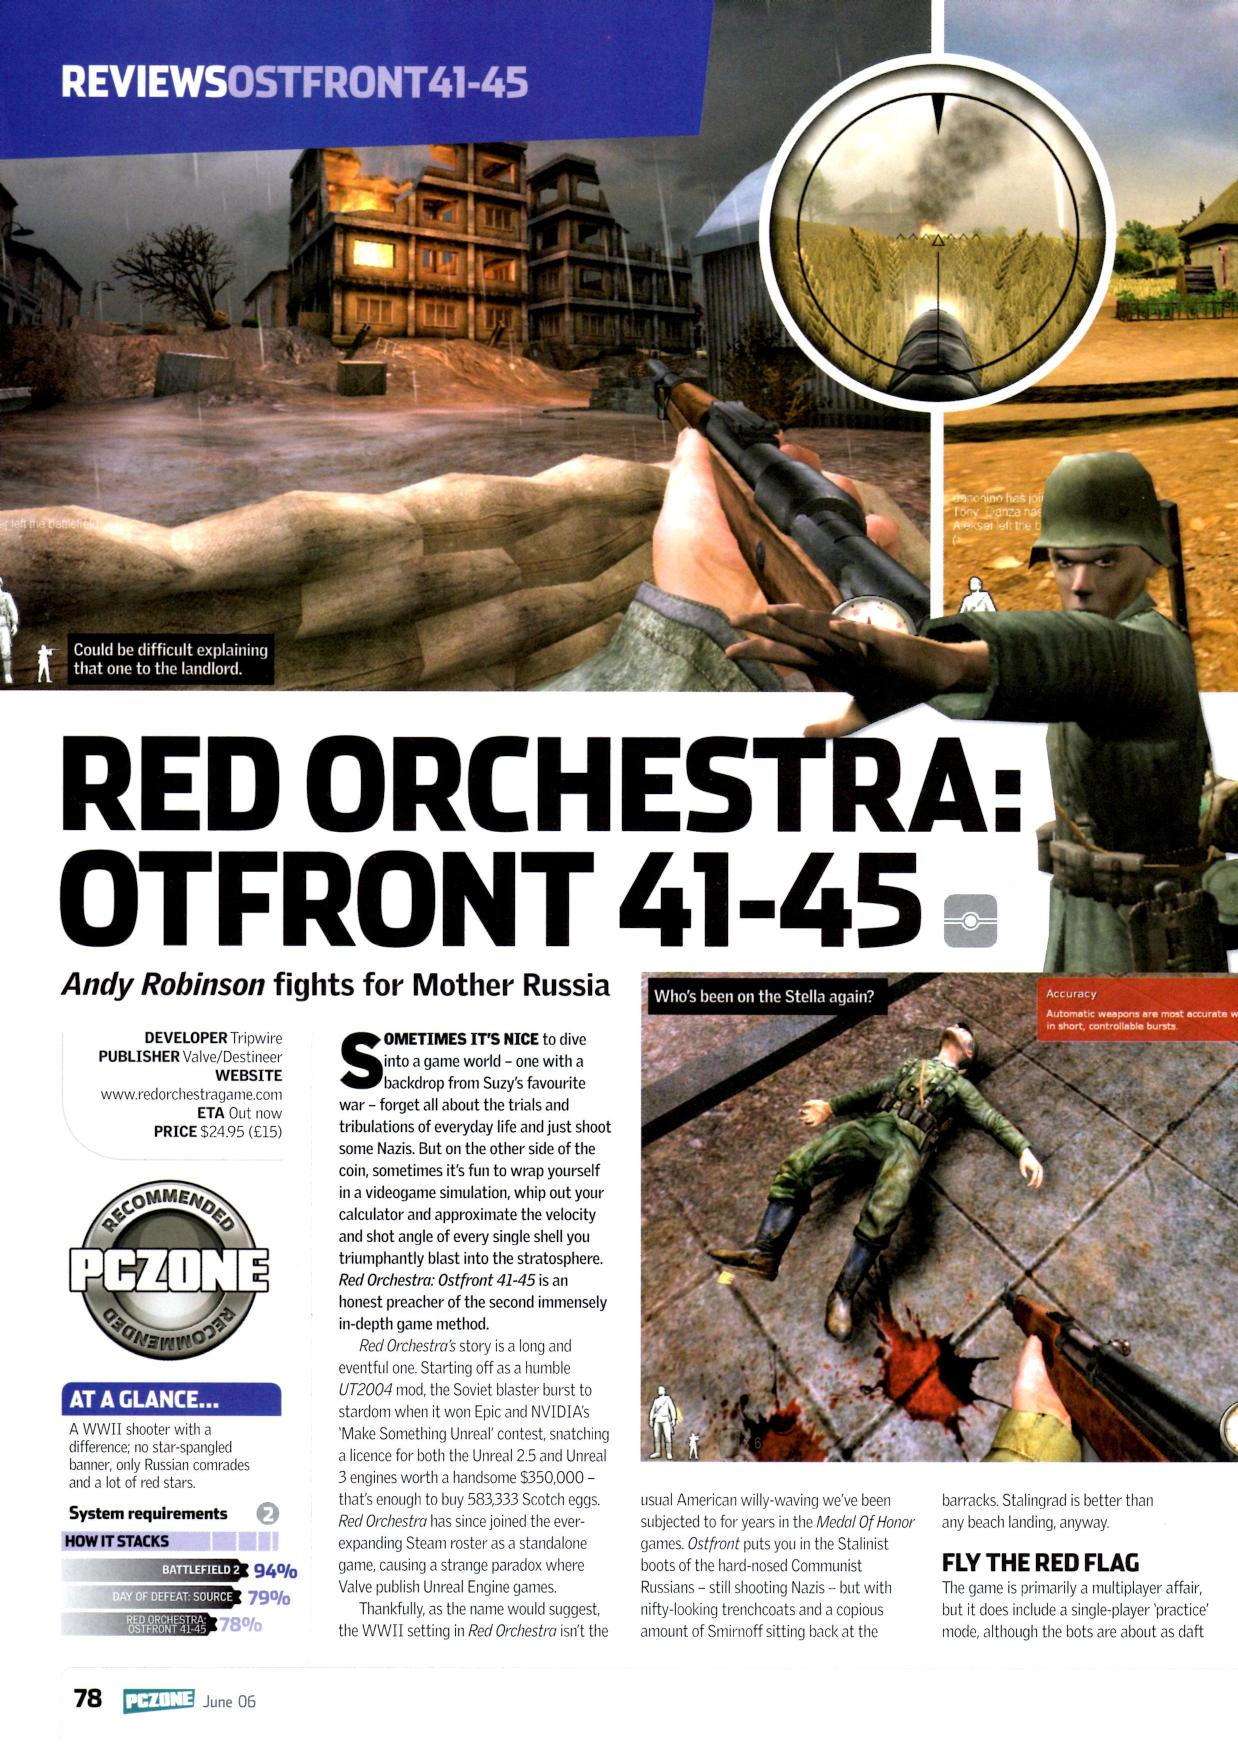 REVIEWSOSTFRONT41-45
Could be difficult explaining
that one to the landlord.
RED ORCHESTRA:
OTFRONT 41-45
Andy Robinson fights for Mother Russia
DEVELOPER Tripwire
PUBLISHER Valve/Destineer
WEBSITE
www.redorchestragame.com
ETA Out now
PRICE $24.95 (£15)
RECOMMENDED
PCZONE
RECOMMENDED
AT A GLANCE...
A WWII shooter with a
difference; no star-spangled
banner, only Russian comrades
and a lot of red stars.
System requirements 2
HOW IT STACKS
BATTLEFIELD 2 94%
DAY OF DEFEAT: SOURCE 79%
RED ORCHESTRA:
OSTFRONT 41-45 78%
SOMETIMES IT'S NICE to dive
into a game world – one with a
backdrop from Suzy's favourite
war – forget all about the trials and
tribulations of everyday life and just shoot
some Nazis. But on the other side of the
coin, sometimes it's fun to wrap yourself
in a videogame simulation, whip out your
calculator and approximate the velocity
and shot angle of every single shell you
triumphantly blast into the stratosphere.
Red Orchestra: Ostfront 41-45 is an
honest preacher of the second immensely
in-depth game method.
Red Orchestra's story is a long and
eventful one. Starting off as a humble
UT2004 mod, the Soviet blaster burst to
stardom when it won Epic and NVIDIA's
'Make Something Unreal' contest, snatching
a licence for both the Unreal 2.5 and Unreal
3 engines worth a handsome $350,000 –
that's enough to buy 583,333 Scotch eggs.
Red Orchestra has since joined the ever-
expanding Steam roster as a standalone
game, causing a strange paradox where
Valve publish Unreal Engine games.
Thankfully, as the name would suggest,
the WWII setting in Red Orchestra isn't the
Who's been on the Stella again?
Accuracy
Automatic weapons are most accurate w
in short, controllable bursts.
usual American willy-waving we've been
subjected to for years in the Medal Of Honor
games. Ostfront puts you in the Stalinist
boots of the hard-nosed Communist
Russians – still shooting Nazis – but with
nifty-looking trenchcoats and a copious
amount of Smirnoff sitting back at the
barracks. Stalingrad is better than
any beach landing, anyway.
FLY THE RED FLAG
The game is primarily a multiplayer affair,
but it does include a single-player 'practice'
mode, although the bots are about as daft
78 PCZONE June 06